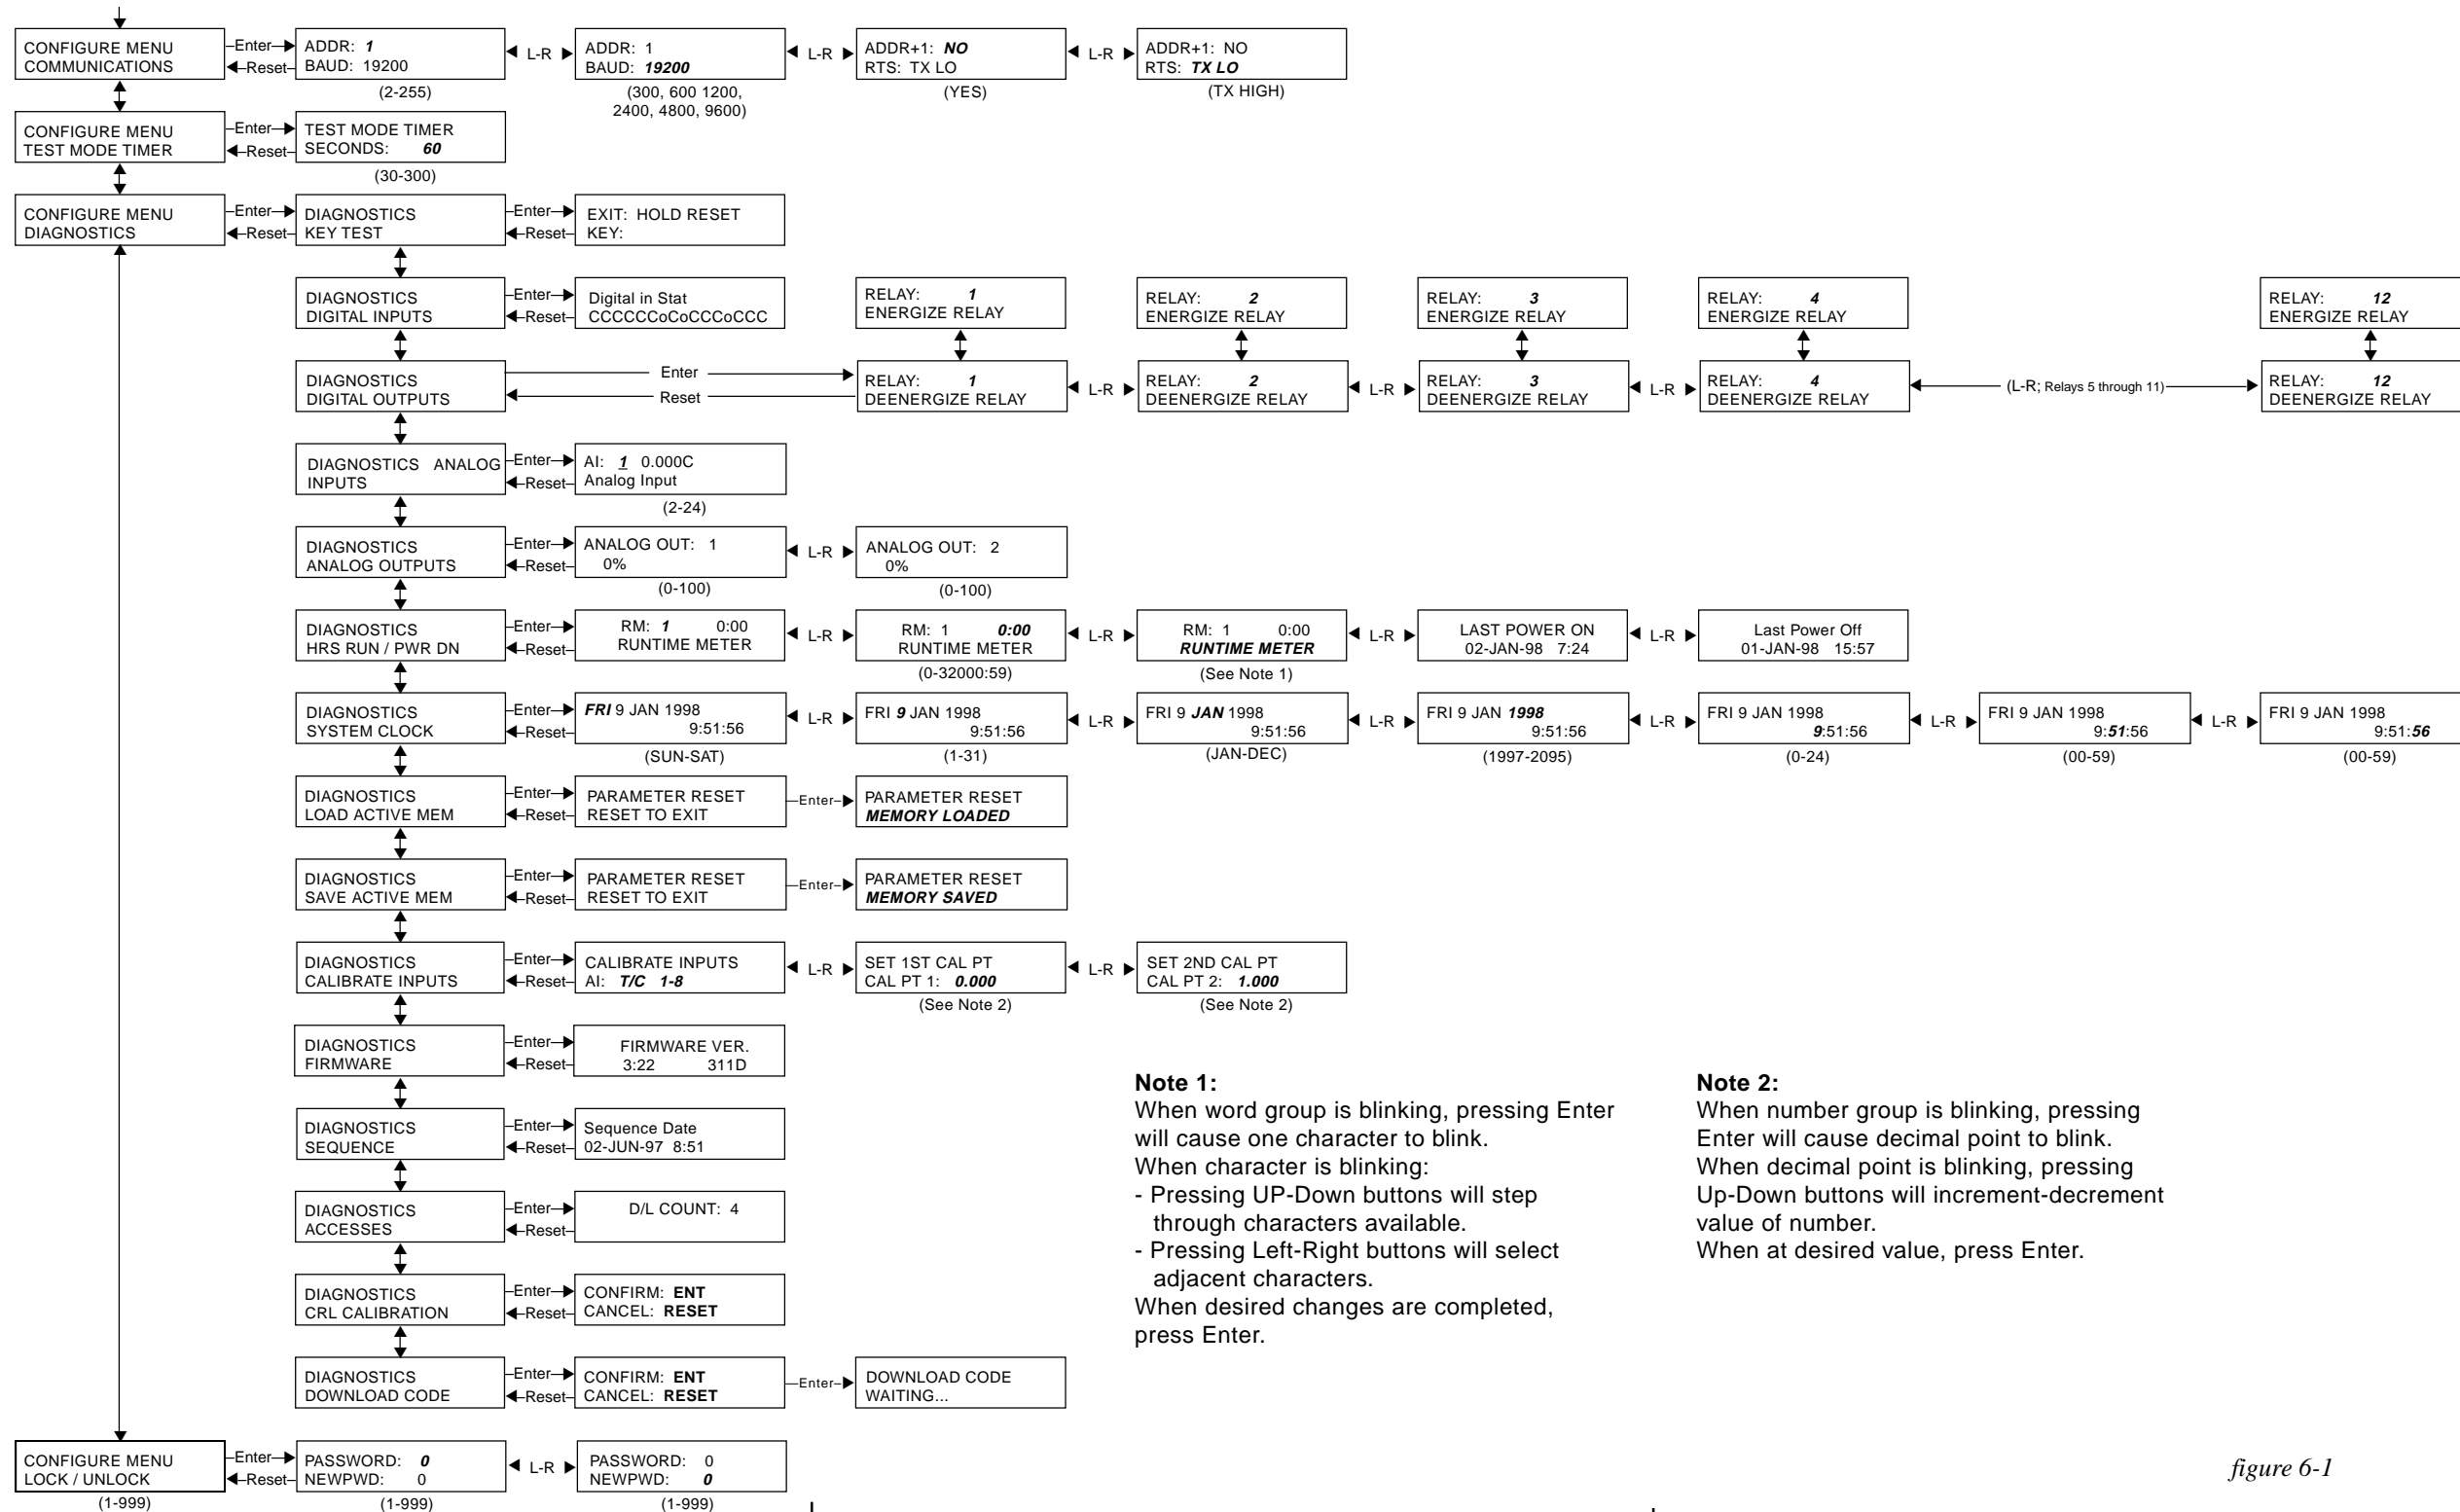 CONFIGURE MENU
COMMUNICATIONS
Enter
Reset
ADDR: 1
BAUD: 19200
(2-255)
L-R
ADDR: 1
BAUD: 19200
(300, 600 1200,
2400, 4800, 9600)
L-R
ADDR+1: NO
RTS: TX LO
(YES)
L-R
ADDR+1: NO
RTS: TX LO
(TX HIGH)
CONFIGURE MENU
TEST MODE TIMER
Enter
Reset
TEST MODE TIMER
SECONDS: 60
(30-300)
CONFIGURE MENU
DIAGNOSTICS
Enter
Reset
DIAGNOSTICS
KEY TEST
Enter
Reset
EXIT: HOLD RESET
KEY:
DIAGNOSTICS
DIGITAL INPUTS
Enter
Reset
Digital in Stat
CCCCCCoCoCCCoCCC
RELAY: 1
ENERGIZE RELAY
RELAY: 2
ENERGIZE RELAY
RELAY: 3
ENERGIZE RELAY
RELAY: 4
ENERGIZE RELAY
RELAY: 12
ENERGIZE RELAY
DIAGNOSTICS
DIGITAL OUTPUTS
Enter
Reset
RELAY: 1
DEENERGIZE RELAY
L-R
RELAY: 2
DEENERGIZE RELAY
L-R
RELAY: 3
DEENERGIZE RELAY
L-R
RELAY: 4
DEENERGIZE RELAY
(L-R; Relays 5 through 11)
RELAY: 12
DEENERGIZE RELAY
DIAGNOSTICS ANALOG
INPUTS
Enter
Reset
AI: 1 0.000C
Analog Input
(2-24)
DIAGNOSTICS
ANALOG OUTPUTS
Enter
Reset
ANALOG OUT: 1
0%
(0-100)
L-R
ANALOG OUT: 2
0%
(0-100)
DIAGNOSTICS
HRS RUN / PWR DN
Enter
Reset
RM: 1 0:00
RUNTIME METER
L-R
RM: 1 0:00
RUNTIME METER
(0-32000:59)
L-R
RM: 1 0:00
RUNTIME METER
(See Note 1)
L-R
LAST POWER ON
02-JAN-98 7:24
L-R
Last Power Off
01-JAN-98 15:57
DIAGNOSTICS
SYSTEM CLOCK
Enter
Reset
FRI 9 JAN 1998
9:51:56
(SUN-SAT)
L-R
FRI 9 JAN 1998
9:51:56
(1-31)
L-R
FRI 9 JAN 1998
9:51:56
(JAN-DEC)
L-R
FRI 9 JAN 1998
9:51:56
(1997-2095)
L-R
FRI 9 JAN 1998
9:51:56
(0-24)
L-R
FRI 9 JAN 1998
9:51:56
(00-59)
L-R
FRI 9 JAN 1998
9:51:56
(00-59)
DIAGNOSTICS
LOAD ACTIVE MEM
Enter
Reset
PARAMETER RESET
RESET TO EXIT
Enter
PARAMETER RESET
MEMORY LOADED
DIAGNOSTICS
SAVE ACTIVE MEM
Enter
Reset
PARAMETER RESET
RESET TO EXIT
Enter
PARAMETER RESET
MEMORY SAVED
DIAGNOSTICS
CALIBRATE INPUTS
Enter
Reset
CALIBRATE INPUTS
AI: T/C 1-8
L-R
SET 1ST CAL PT
CAL PT 1: 0.000
(See Note 2)
L-R
SET 2ND CAL PT
CAL PT 2: 1.000
(See Note 2)
DIAGNOSTICS
FIRMWARE
Enter
Reset
FIRMWARE VER.
3:22 311D
DIAGNOSTICS
SEQUENCE
Enter
Reset
Sequence Date
02-JUN-97 8:51
DIAGNOSTICS
ACCESSES
Enter
Reset
D/L COUNT: 4
DIAGNOSTICS
CRL CALIBRATION
Enter
Reset
CONFIRM: ENT
CANCEL: RESET
DIAGNOSTICS
DOWNLOAD CODE
Enter
Reset
CONFIRM: ENT
CANCEL: RESET
Enter
DOWNLOAD CODE
WAITING...
Note 1:
When word group is blinking, pressing Enter
will cause one character to blink.
When character is blinking:
- Pressing UP-Down buttons will step
through characters available.
- Pressing Left-Right buttons will select
adjacent characters.
When desired changes are completed,
press Enter.
Note 2:
When number group is blinking, pressing
Enter will cause decimal point to blink.
When decimal point is blinking, pressing
Up-Down buttons will increment-decrement
value of number.
When at desired value, press Enter.
CONFIGURE MENU
LOCK / UNLOCK
(1-999)
Enter
Reset
PASSWORD: 0
NEWPWD: 0
(1-999)
L-R
PASSWORD: 0
NEWPWD: 0
(1-999)
figure 6-1